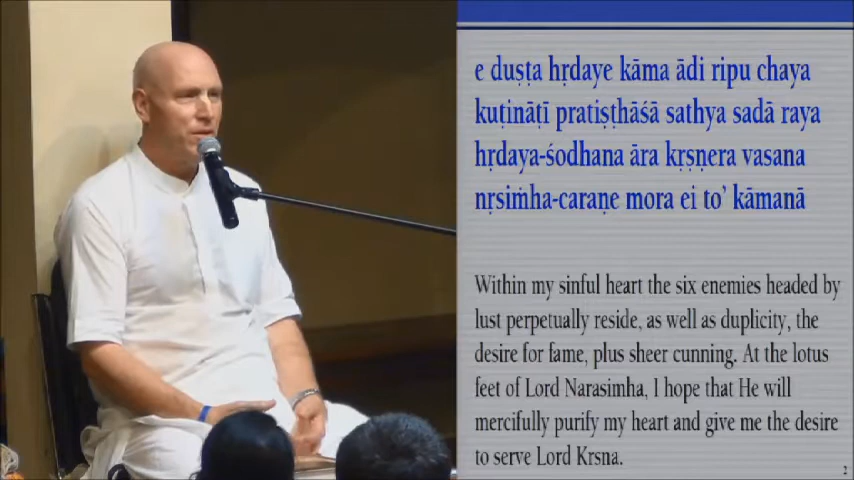 e duṣṭa hṛdaye kāma ādi ripu chaya
kuṭināṭī pratiṣṭhāśā sathya sadā raya
hṛdaya-śodhana āra kṛṣṇera vasana
nṛsiṁha-caraṇe mora ei to’ kāmanā
Within my sinful heart the six enemies headed by
lust perpetually reside, as well as duplicity, the
desire for fame, plus sheer cunning. At the lotus
feet of Lord Narasimha, I hope that He will
mercifully purify my heart and give me the desire
to serve Lord Krsna.
2